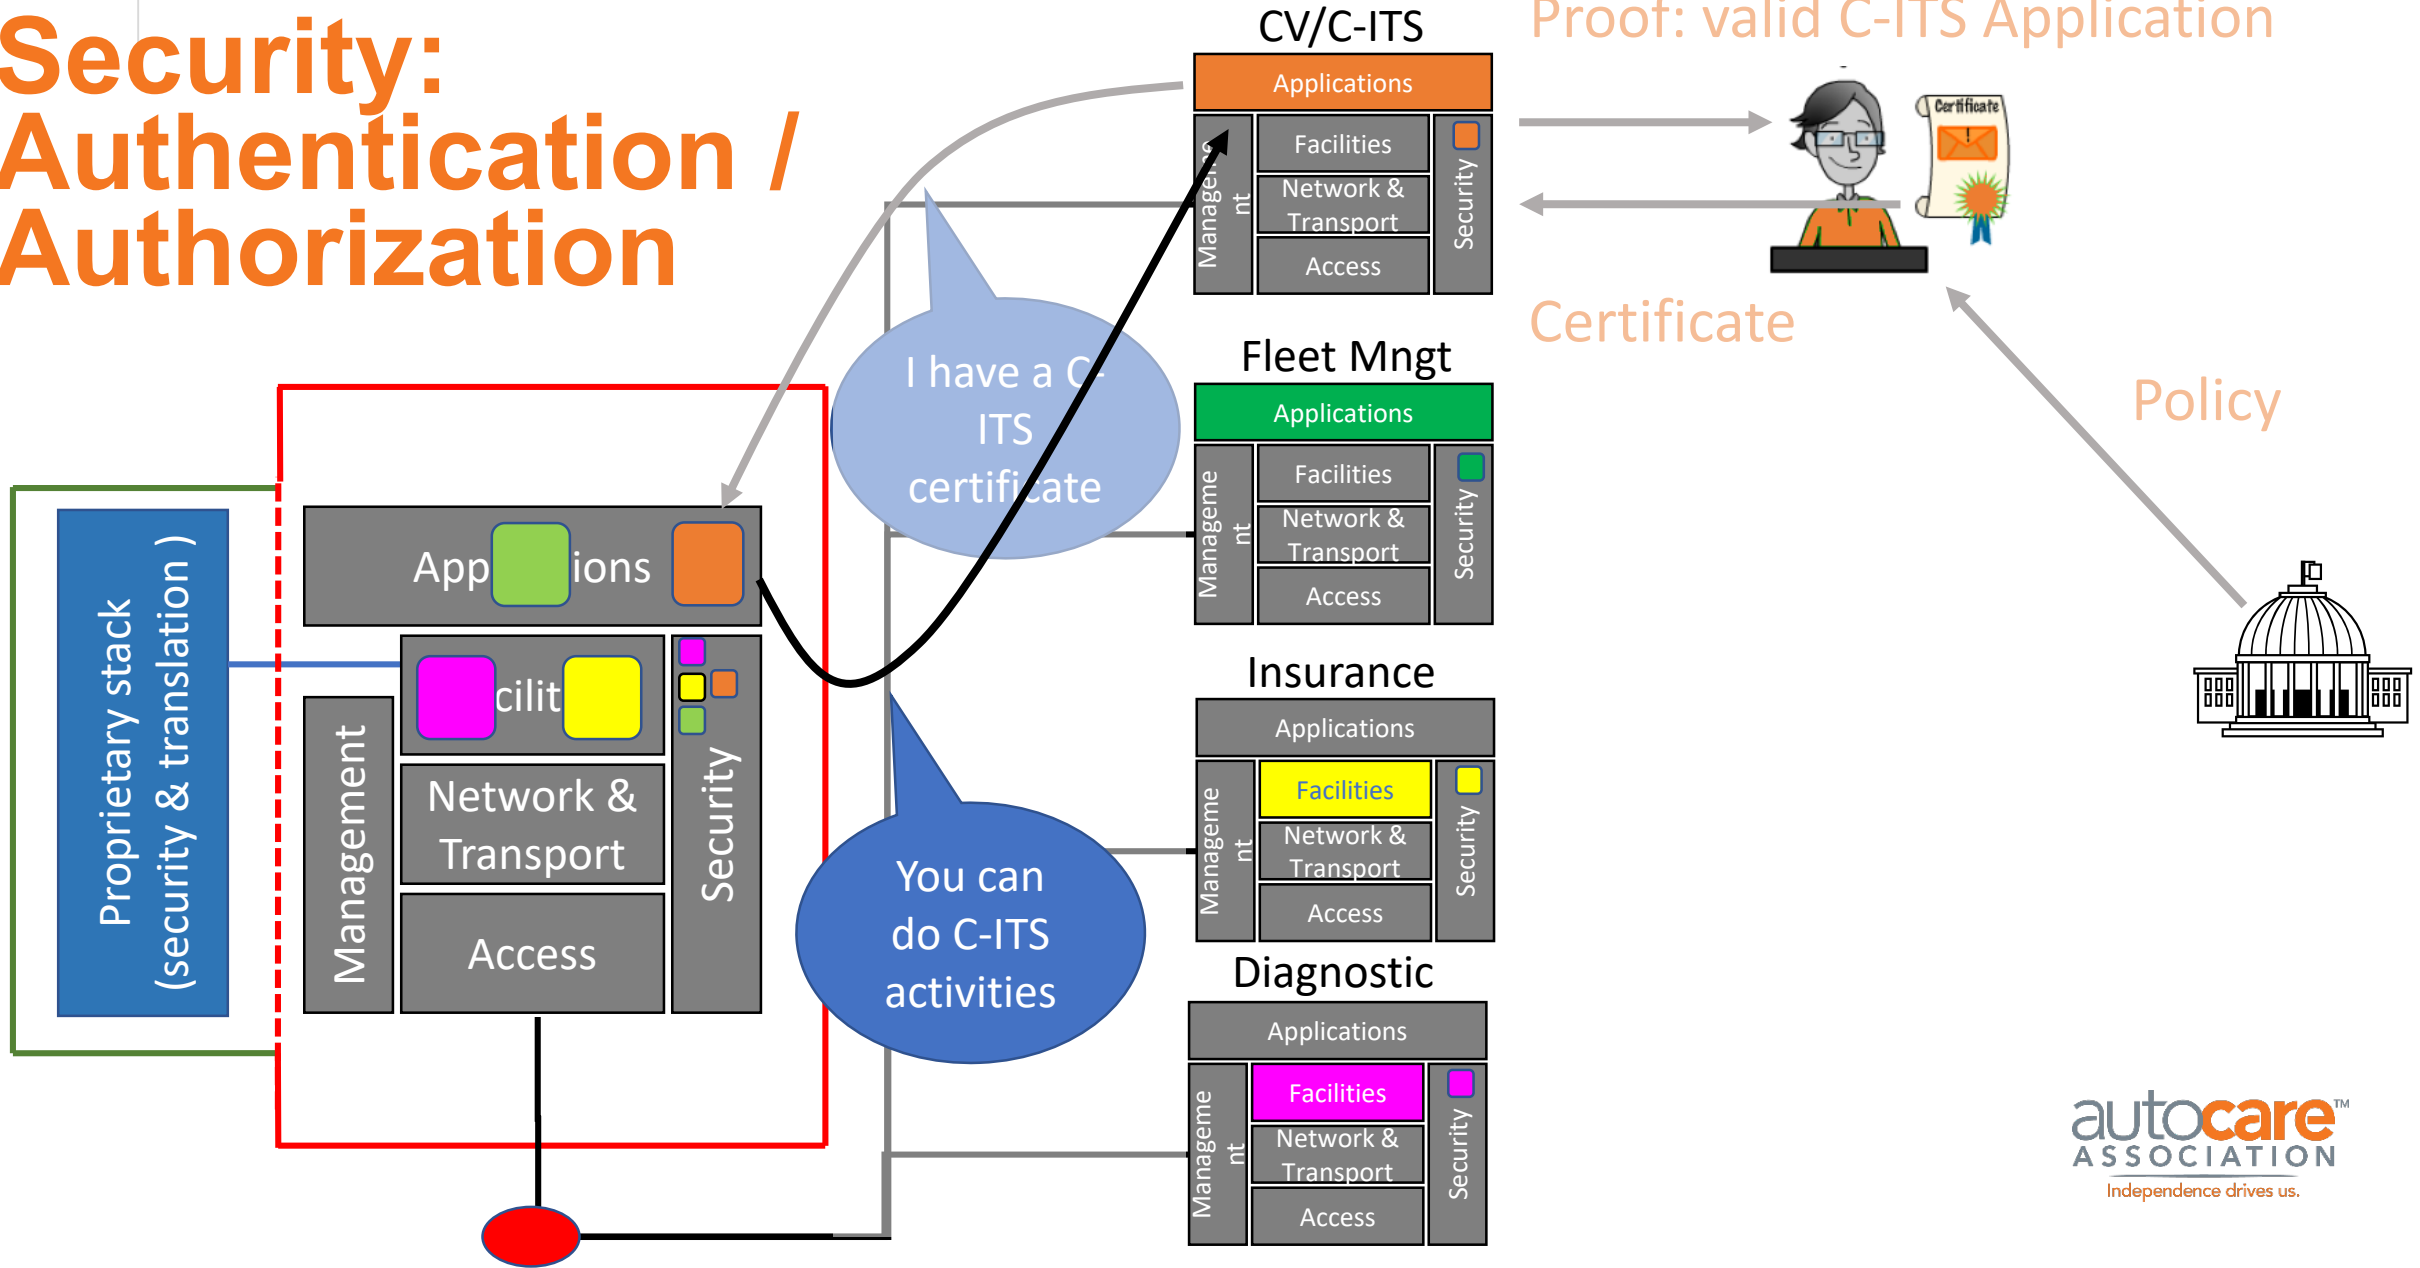 Security:
Authentication /
Authorization
Proprietary stack
(security & translation )
App ions
cilit
Management
Network &
Transport
Access
Security
I have a C-
ITS
certificate
You can
do C-ITS
activities
CV/C-ITS
Applications
Manageme
nt
Facilities
Network &
Transport
Access
Security
Fleet Mngt
Applications
Manageme
nt
Facilities
Network &
Transport
Access
Security
Insurance
Applications
Manageme
nt
Facilities
Network &
Transport
Access
Security
Diagnostic
Applications
Manageme
nt
Facilities
Network &
Transport
Access
Security
Proof: valid C-ITS Application
Certificate
Certificate
Policy
autocare™
ASSOCIATION
Independence drives us.